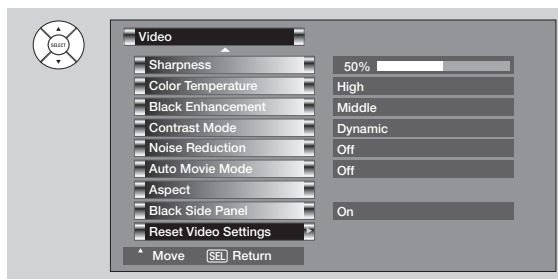 SELECT
Video
Sharpness 50%
Color Temperature High
Black Enhancement Middle
Contrast Mode Dynamic
Noise Reduction Off
Auto Movie Mode Off
Aspect
Black Side Panel On
Reset Video Settings
Move SEL Return